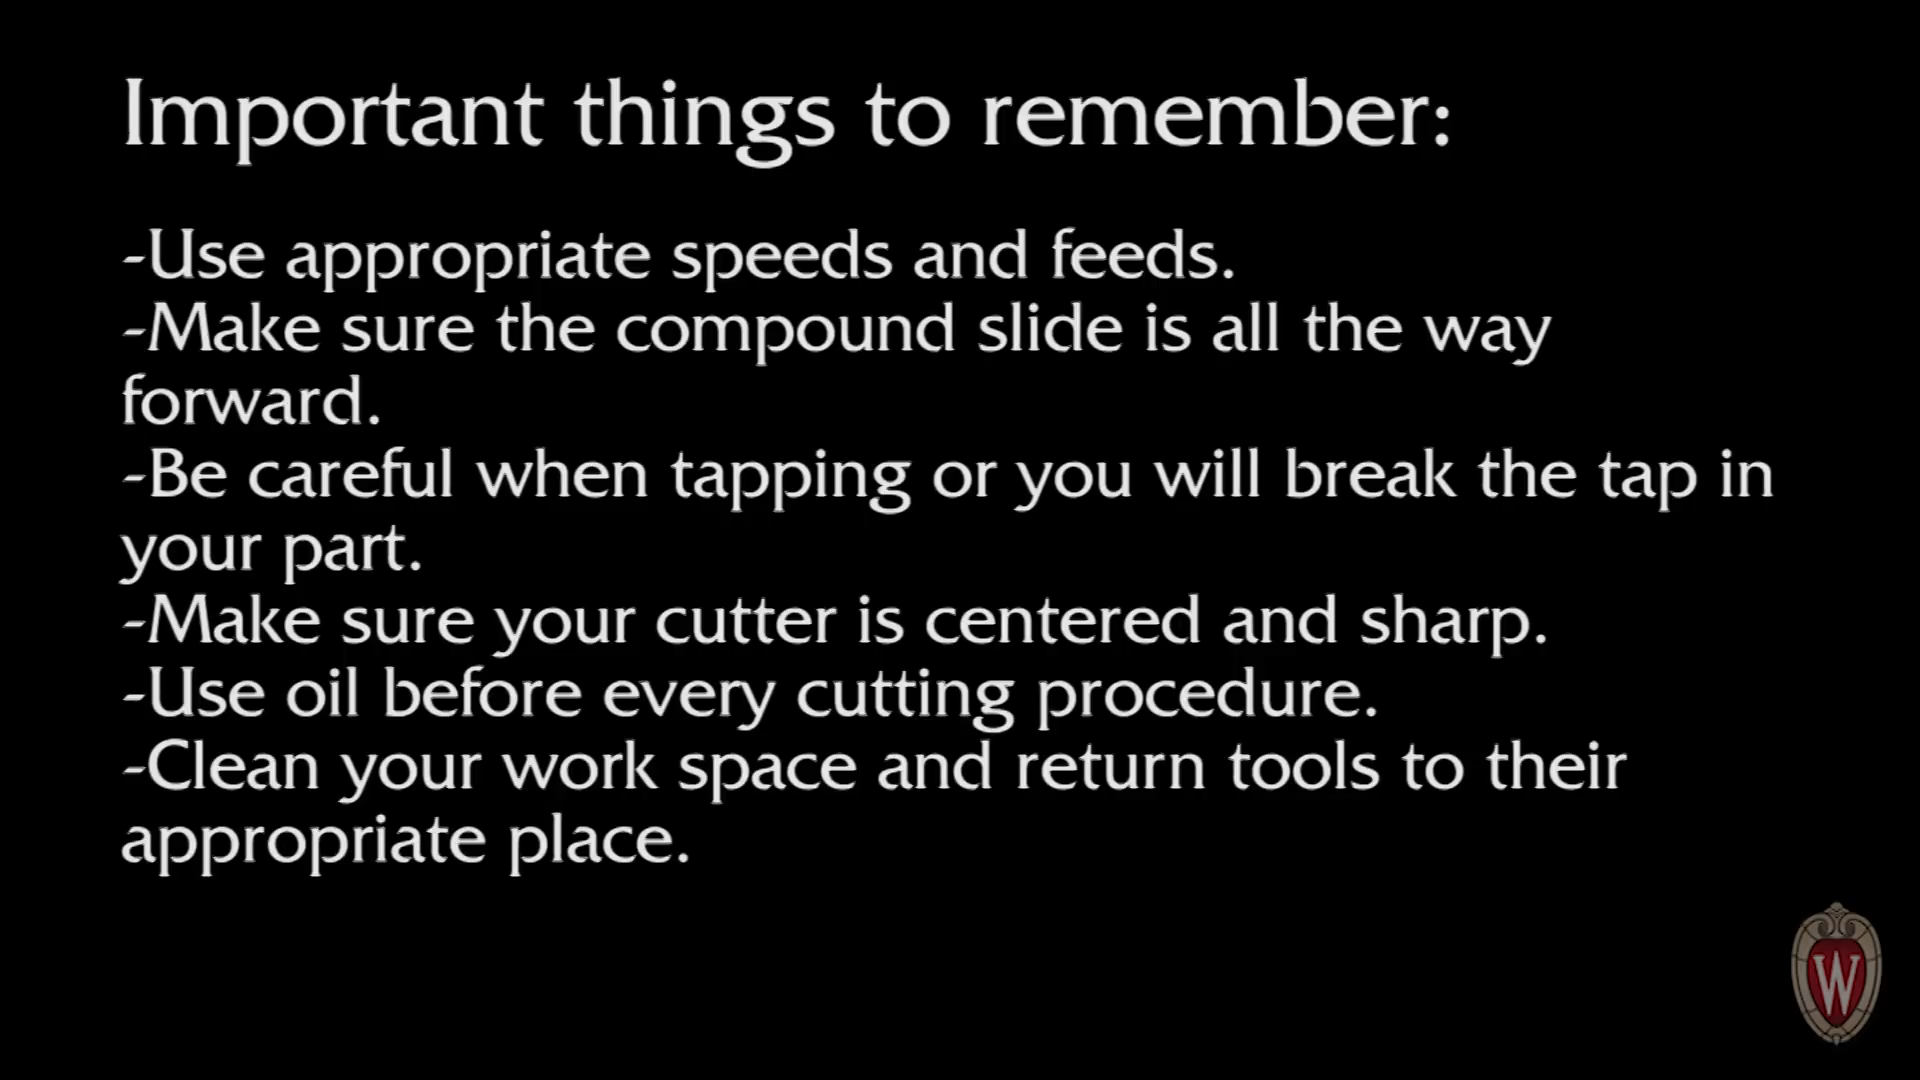 Important things to remember:
-Use appropriate speeds and feeds.
-Make sure the compound slide is all the way
forward.
-Be careful when tapping or you will break the tap in
your part.
-Make sure your cutter is centered and sharp.
-Use oil before every cutting procedure.
-Clean your work space and return tools to their
appropriate place.
W